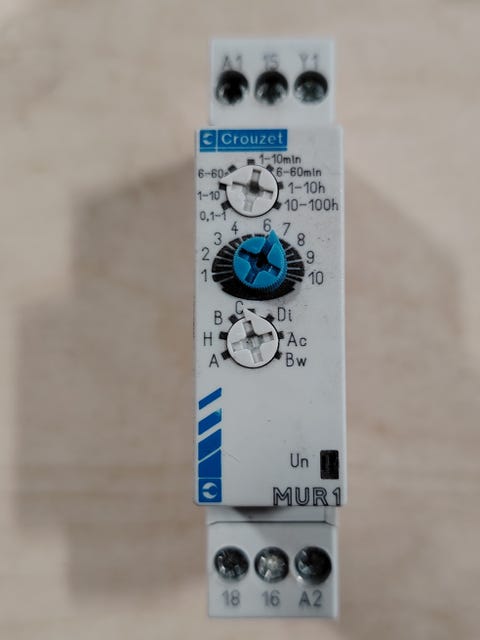 A1 15 Y1
Crouzet
1-10min
6-60s 6-60min
1-10 1-10h
0,1-1 10-100h
1 2 3 4 6 7 8 9 10
A H B C Di Ac Bw
Un
MUR1
18 16 A2